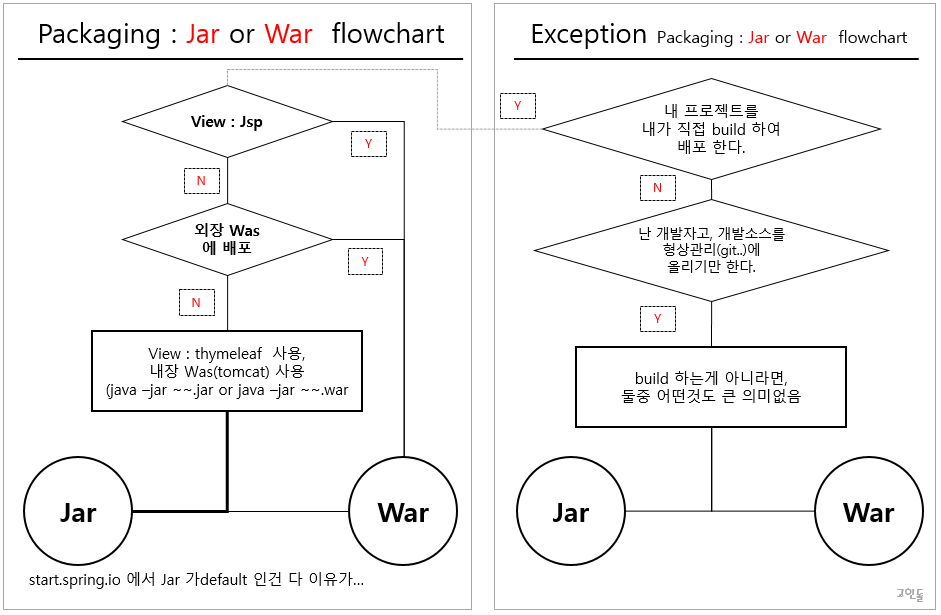 Packaging : Jar or War flowchart
View : Jsp
Y
N
외장 Was
에 배포
Y
N
View : thymeleaf 사용,
내장 Was(tomcat) 사용
(java –jar ~~.jar or java –jar ~~.war
Jar
War
start.spring.io 에서 Jar 가default 인건 다 이유가...
Exception Packaging : Jar or War flowchart
Y
내 프로젝트를
내가 직접 build 하여
배포 한다.
N
난 개발자고, 개발소스를
형상관리(git..)에
올리기만 한다.
Y
build 하는게 아니라면,
둘중 어떤것도 큰 의미없음
Jar
War
고인돌